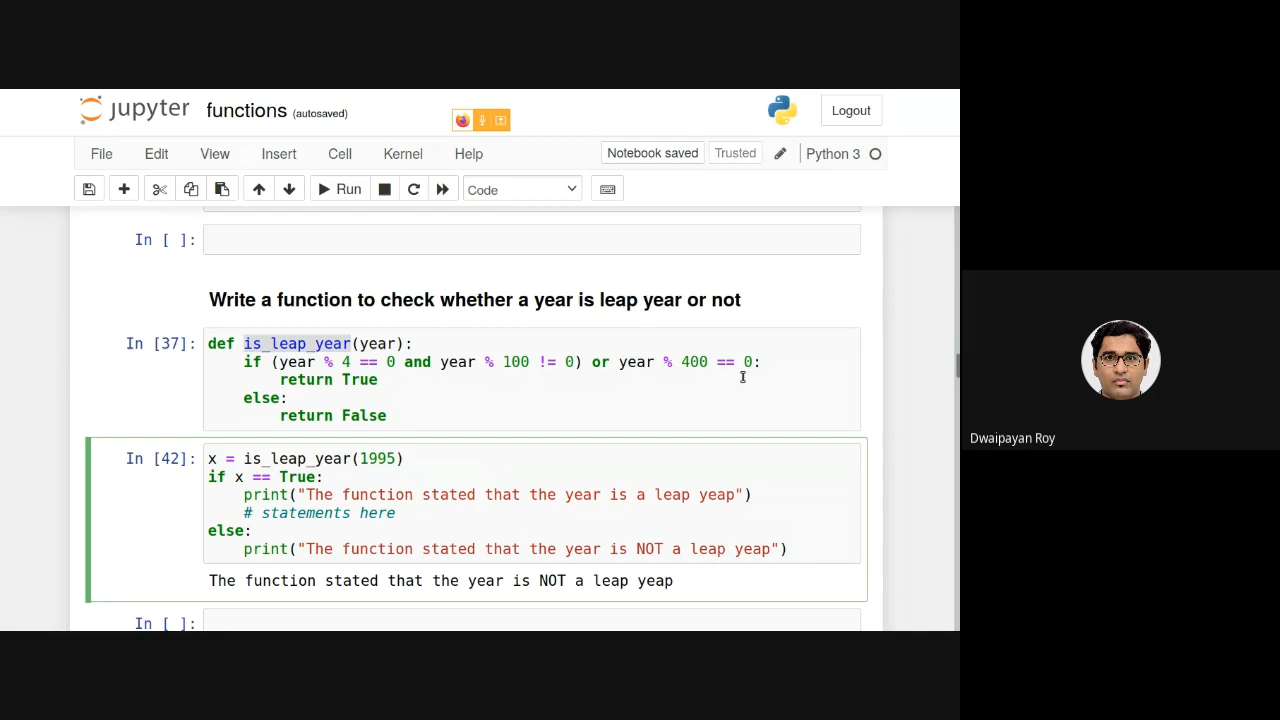 jupyter functions (autosaved) Logout
File Edit View Insert Cell Kernel Help Notebook saved Trusted Python 3
Run Code
In [ ]:
Write a function to check whether a year is leap year or not
In [37]: def is_leap_year(year):
if (year % 4 == 0 and year % 100 != 0) or year % 400 == 0:
return True
else:
return False
In [42]: x = is_leap_year(1995)
if x == True:
print("The function stated that the year is a leap yeap")
# statements here
else:
print("The function stated that the year is NOT a leap yeap")
The function stated that the year is NOT a leap yeap
In [ ]:
Dwaipayan Roy